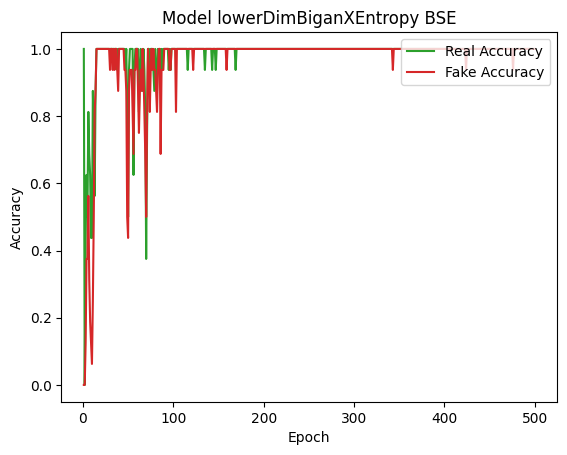 Model lowerDimBiganXEntropy BSE
Real Accuracy
Fake Accuracy
Accuracy
1.0
0.8
0.6
0.4
0.2
0.0
0 100 200 300 400 500
Epoch